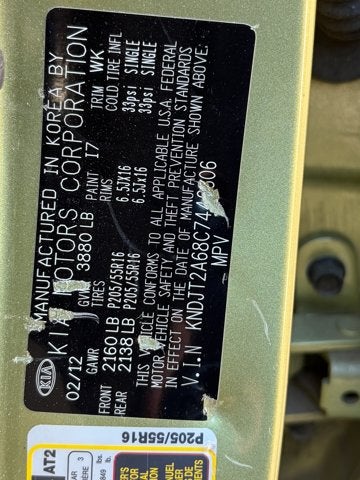 MANUFACTURED IN KOREA BY
KIA MOTORS CORPORATION
KIA
02/12 GVWR 3880 LB PAINT I7 TRIM WK
GAWR TIRES RIMS COLD TIRE INFL
FRONT 2160 LB P205/55R16 6.5JX16 33psi SINGLE
REAR 2138 LB P205/55R16 6.5JX16 33psi SINGLE
THIS VEHICLE CONFORMS TO ALL APPLICABLE U.S.A. FEDERAL
MOTOR VEHICLE SAFETY AND THEFT PREVENTION STANDARDS
IN EFFECT ON THE DATE OF MANUFACTURE SHOWN ABOVE.
V.I.N
MPV
P205/55R16
AT2
3